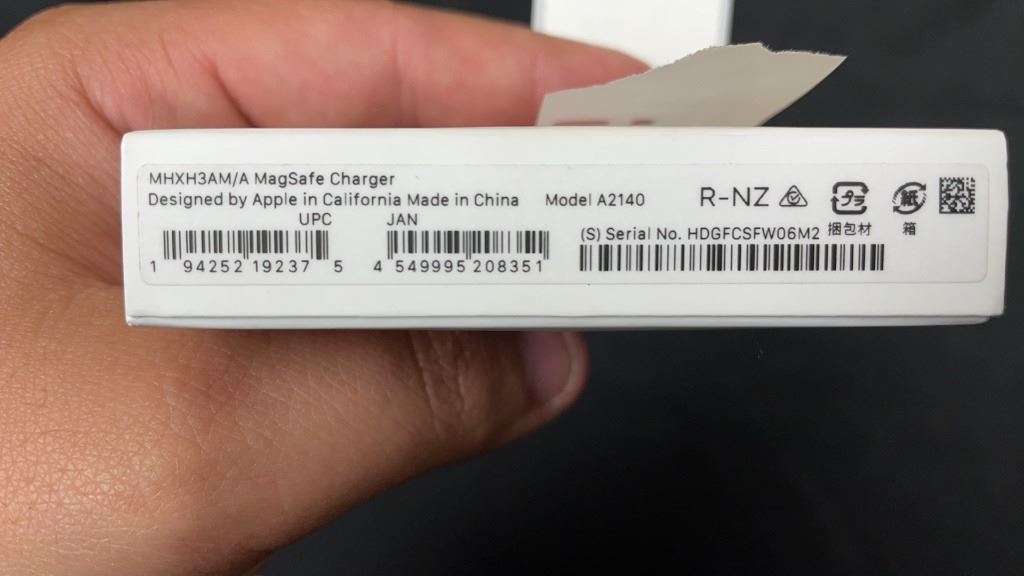 MHXH3AM/A MagSafe Charger
Designed by Apple in California Made in China Model A2140
R-NZ
プラ
紙
UPC JAN
(S) Serial No. HDGFCSFW06M2 捆包材 箱
1 94252 19237 5 4 549995 208351